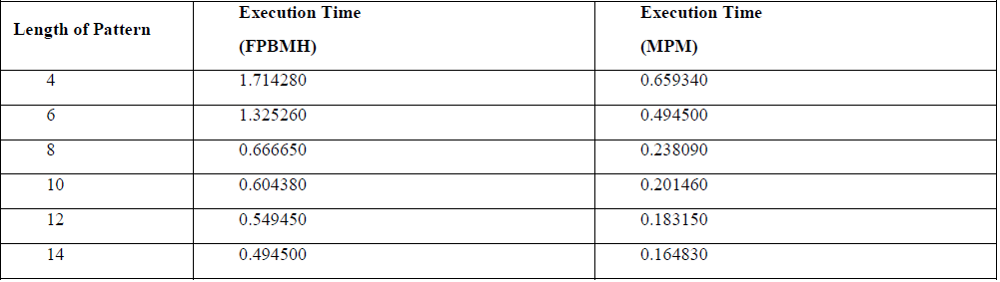 Length of Pattern
Execution Time
(FPBMH)
Execution Time
(MPM)
4 1.714280 0.659340
6 1.325260 0.494500
8 0.666650 0.238090
10 0.604380 0.201460
12 0.549450 0.183150
14 0.494500 0.164830